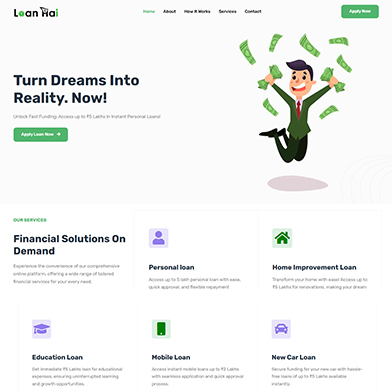 Loan Hai
Home About How It Works Services Contact
Apply Now
Turn Dreams Into
Reality. Now!
Unlock Fast Funding: Access up to ₹5 Lakhs in Instant Personal Loans!
Apply Loan Now →
OUR SERVICES
Financial Solutions On
Demand
Experience the convenience of our comprehensive
online platform, offering a wide range of tailored
financial services for your every need.
Personal loan
Access up to 5 lakh personal loan with ease,
quick approval, and flexible repayment
Home Improvement Loan
Transform your home with ease! Access up to
₹5 Lakhs for renovations, making your dream
Education Loan
Get immediate ₹5 Lakhs loan for educational
expenses, ensuring uninterrupted learning
and growth opportunities.
Mobile Loan
Access instant mobile loans up to ₹2 Lakhs
with seamless application and quick approval
process.
New Car Loan
Secure funding for your new car with hassle-
free loans of up to ₹5 Lakhs available
instantly.